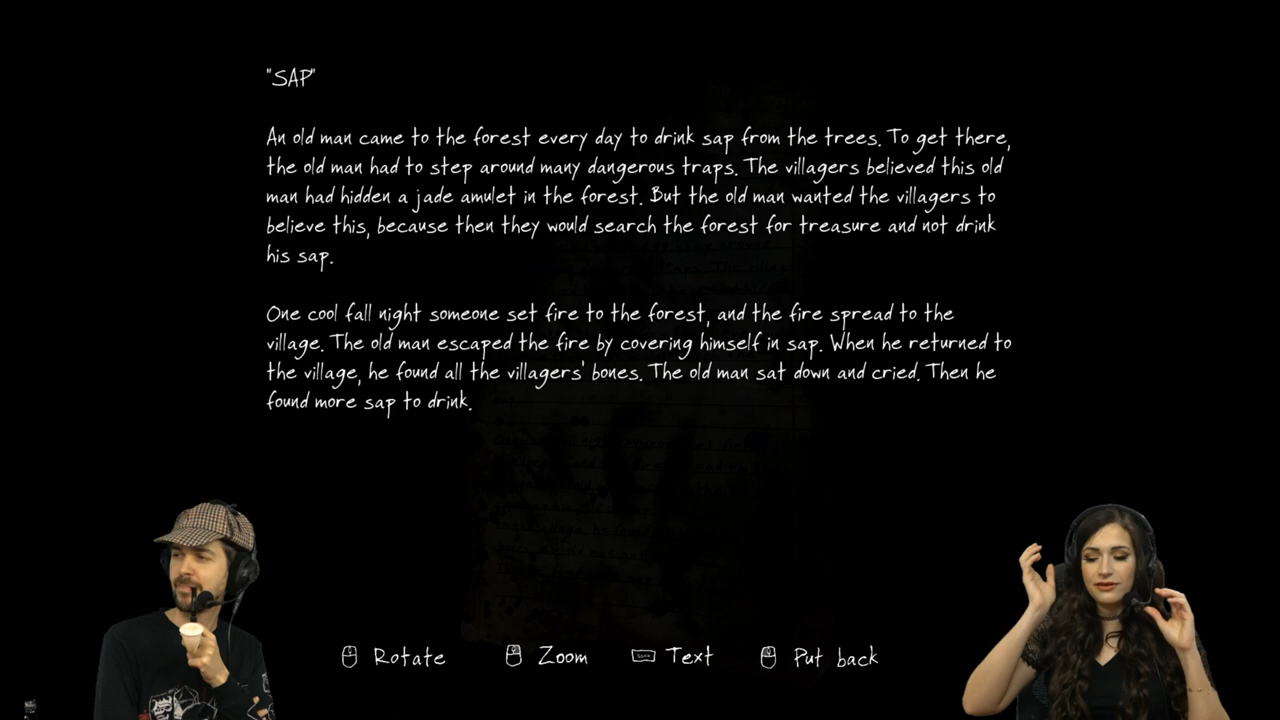 "SAP"
An old man came to the forest every day to drink sap from the trees. To get there,
the old man had to step around many dangerous traps. The villagers believed this old
man had hidden a jade amulet in the forest. But the old man wanted the villagers to
believe this, because then they would search the forest for treasure and not drink
his sap.
One cool fall night someone set fire to the forest, and the fire spread to the
village. The old man escaped the fire by covering himself in sap. When he returned to
the village, he found all the villagers' bones. The old man sat down and cried. Then he
found more sap to drink.
Rotate Zoom Text Put back